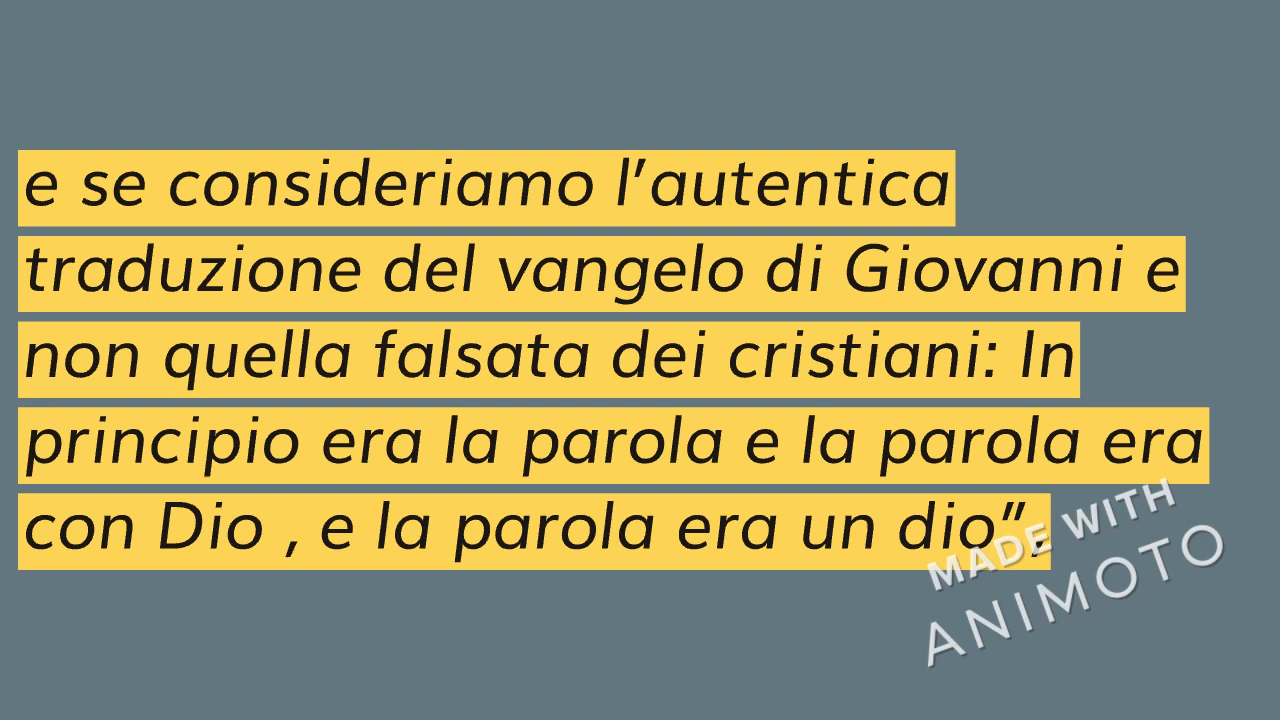 e se consideriamo l’autentica
traduzione del vangelo di Giovanni e
non quella falsata dei cristiani: In
principio era la parola e la parola era
con Dio , e la parola era un dio”,
MADE WITH
ANIMOTO